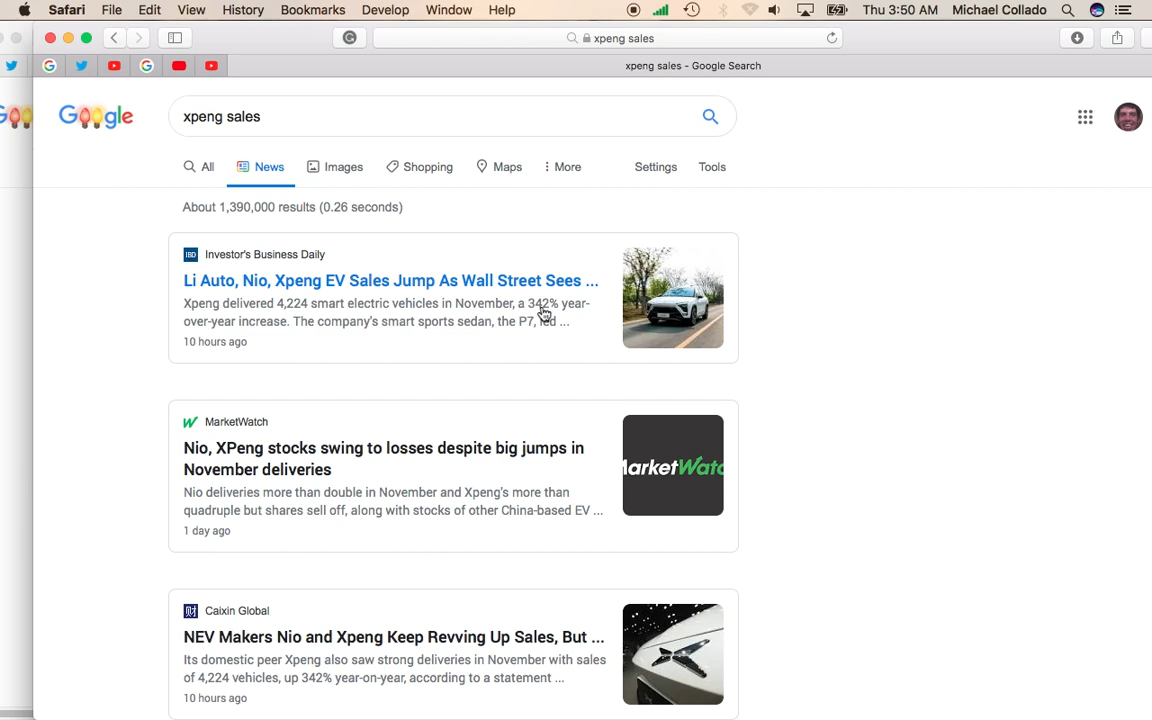 Safari File Edit View History Bookmarks Develop Window Help Thu 3:50 AM Michael Collado
xpeng sales
xpeng sales - Google Search
Google xpeng sales
All News Images Shopping Maps More Settings Tools
About 1,390,000 results (0.26 seconds)
IBD Investor's Business Daily
Li Auto, Nio, Xpeng EV Sales Jump As Wall Street Sees ...
Xpeng delivered 4,224 smart electric vehicles in November, a 342% year-
over-year increase. The company's smart sports sedan, the P7, led ...
10 hours ago
MarketWatch
Nio, XPeng stocks swing to losses despite big jumps in
November deliveries
Nio deliveries more than double in November and Xpeng's more than
quadruple but shares sell off, along with stocks of other China-based EV ...
1 day ago
MarketWatc
财 Caixin Global
NEV Makers Nio and Xpeng Keep Revving Up Sales, But ...
Its domestic peer Xpeng also saw strong deliveries in November with sales
of 4,224 vehicles, up 342% year-on-year, according to a statement ...
10 hours ago